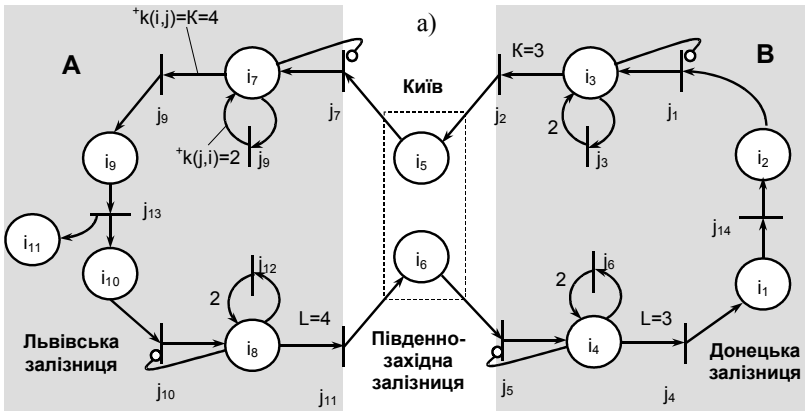 ⁺k(i,j)=К=4
а)
А
В
К=3
Київ
i₇
i₃
j₉
j₇
j₂
j₁
2
j₃
i₉
⁺k(j,i)=2
j₉
i₅
i₂
j₁₃
j₁₄
i₁₁
i₁₀
j₁₂
i₆
j₆
2
2
i₁
L=4
L=3
Львівська
залізниця
i₈
Південно-
західна
залізниця
i₄
Донецька
залізниця
j₁₀
j₁₁
j₅
j₄